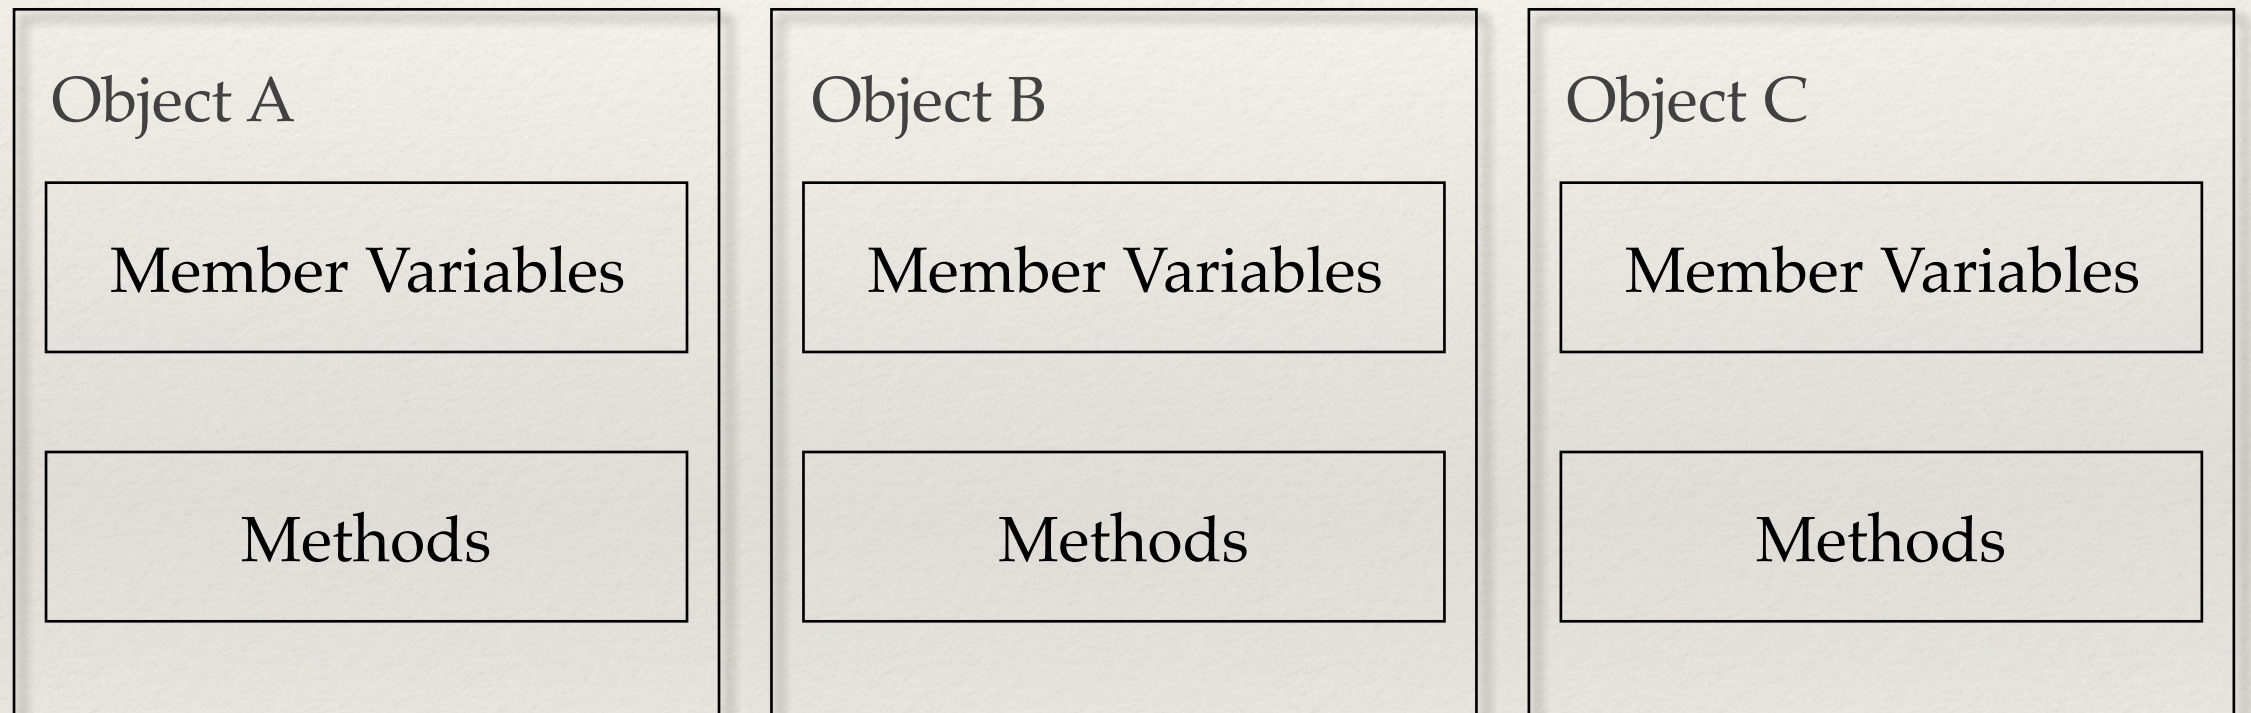 Object A
Member Variables
Methods
Object B
Member Variables
Methods
Object C
Member Variables
Methods